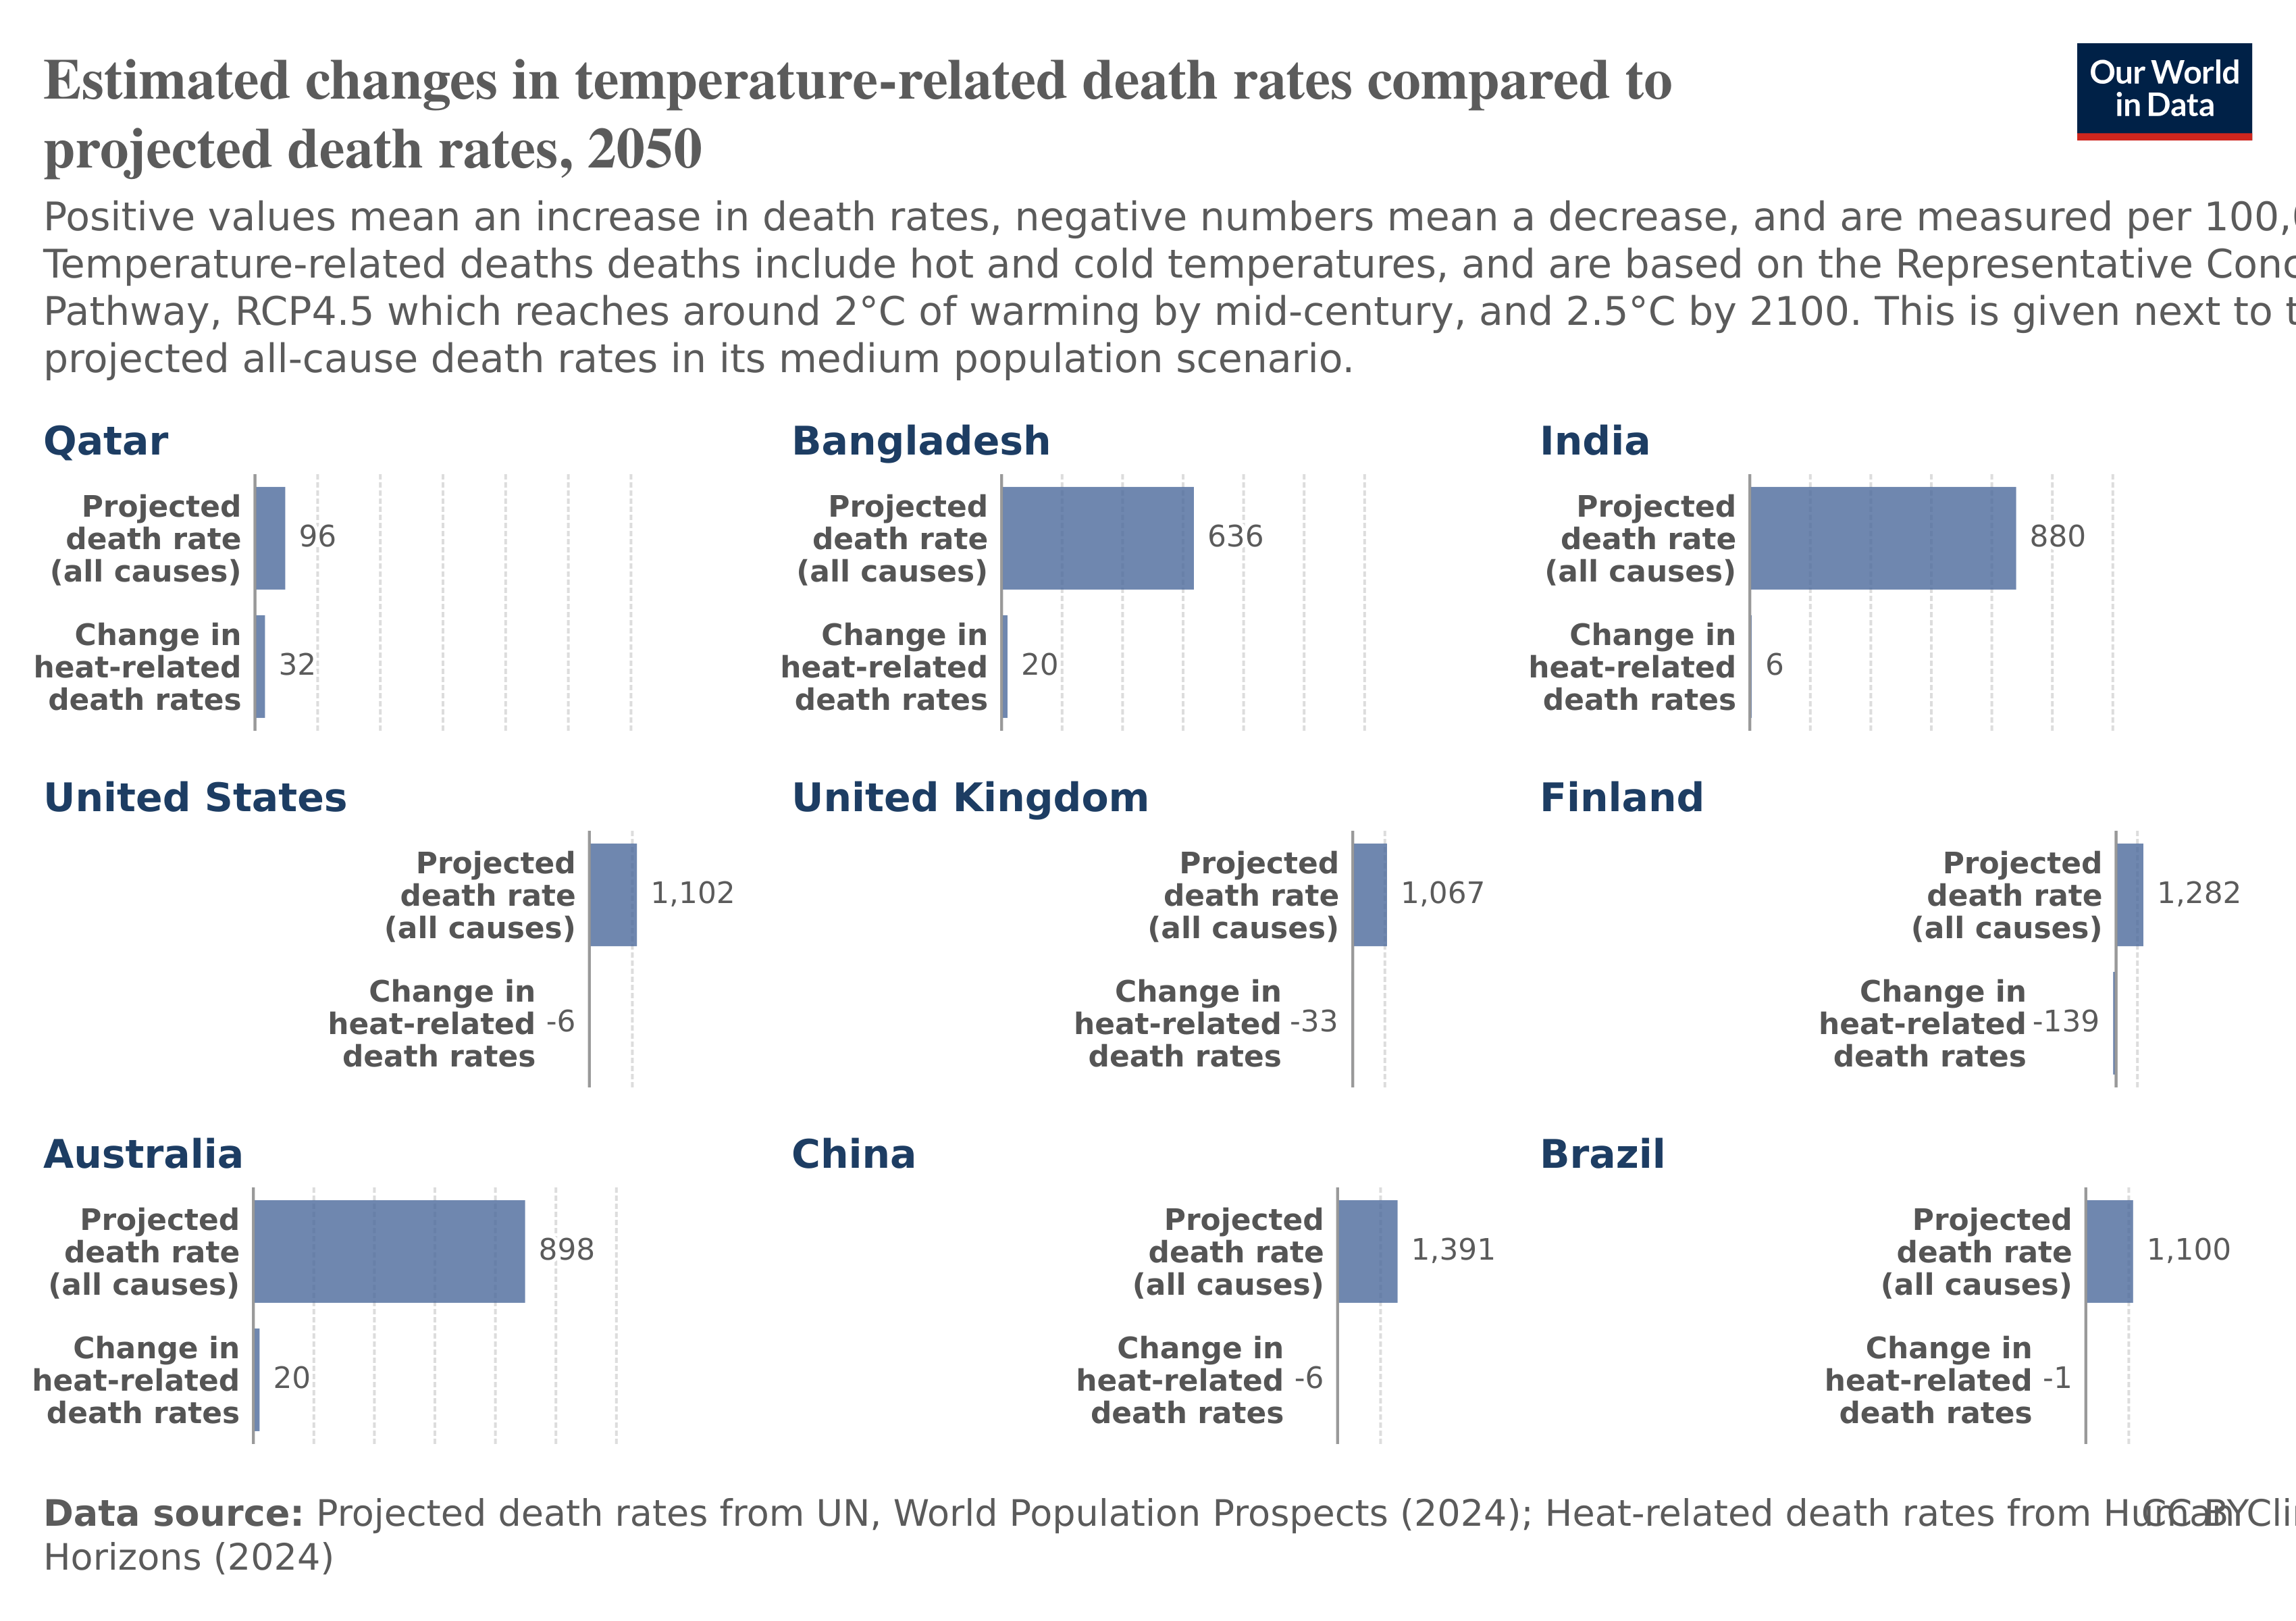 Estimated changes in temperature-related death rates compared to
projected death rates, 2050
Our World
in Data
Positive values mean an increase in death rates, negative numbers mean a decrease, and are measured per
Temperature-related deaths deaths include hot and cold temperatures, and are based on the Representative
Pathway, RCP4.5 which reaches around 2°C of warming by mid-century, and 2.5°C by 2100. This is given next to
projected all-cause death rates in its medium population scenario.
Qatar
Projected
death rate
(all causes)
96
Change in
heat-related
death rates
32
Bangladesh
Projected
death rate
(all causes)
636
Change in
heat-related
death rates
20
India
Projected
death rate
(all causes)
880
Change in
heat-related
death rates
6
United States
Projected
death rate
(all causes)
1,102
Change in
heat-related
death rates
-6
United Kingdom
Projected
death rate
(all causes)
1,067
Change in
heat-related
death rates
-33
Finland
Projected
death rate
(all causes)
1,282
Change in
heat-related
death rates
-139
Australia
Projected
death rate
(all causes)
898
Change in
heat-related
death rates
20
China
Projected
death rate
(all causes)
1,391
Change in
heat-related
death rates
-6
Brazil
Projected
death rate
(all causes)
1,100
Change in
heat-related
death rates
-1
Data source: Projected death rates from UN, World Population Prospects (2024); Heat-related death rates from Human
Horizons (2024)
CC BY